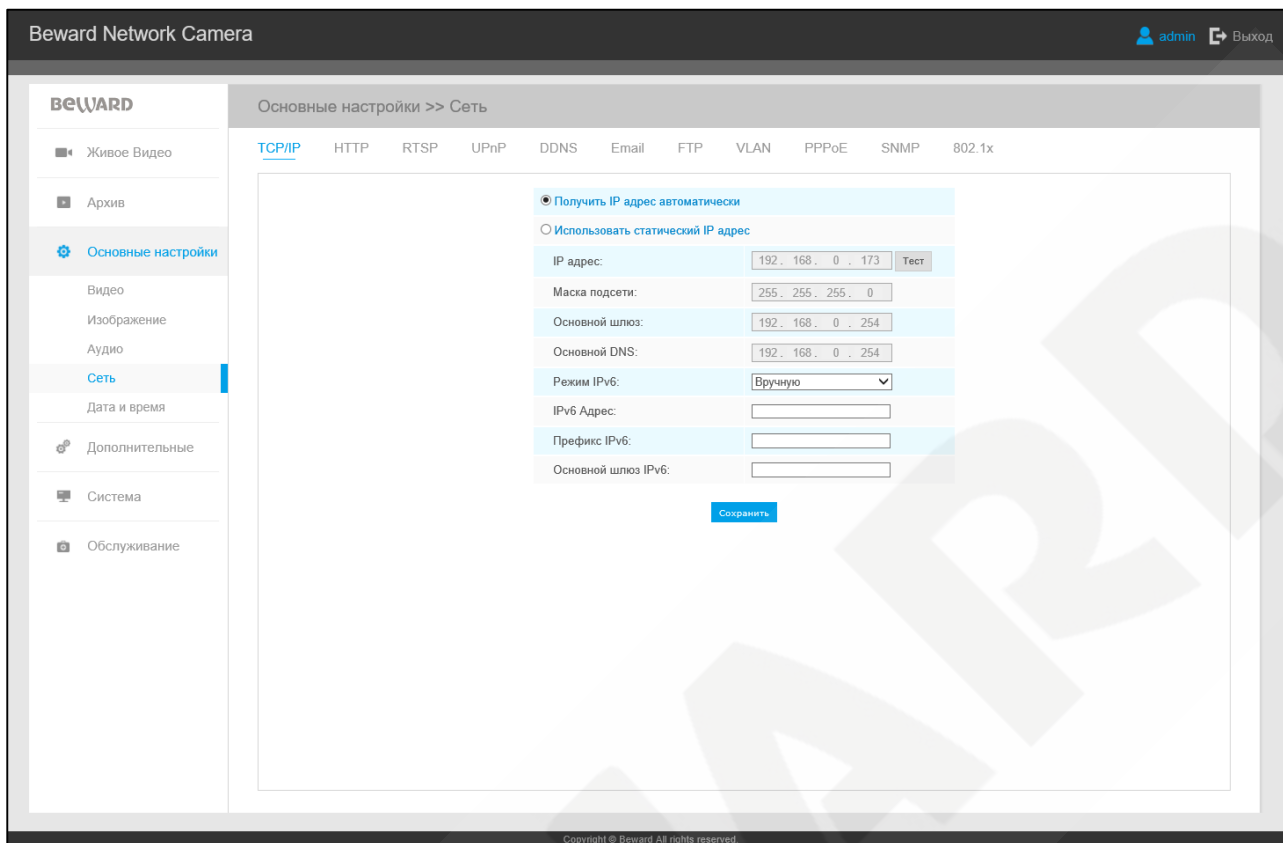 Beward Network Camera
admin Выход
BEWARD
Основные настройки >> Сеть
Живое Видео
Архив
Основные настройки
Видео
Изображение
Аудио
Сеть
Дата и время
Дополнительные
Система
Обслуживание
TCP/IP HTTP RTSP UPnP DDNS Email FTP VLAN PPPoE SNMP 802.1x
Получить IP адрес автоматически
Использовать статический IP адрес
IP адрес: 192. 168. 0 . 173 Тест
Маска подсети: 255. 255. 255. 0
Основной шлюз: 192. 168. 0 . 254
Основной DNS: 192. 168. 0 . 254
Режим IPv6: Вручную
IPv6 Адрес:
Префикс IPv6:
Основной шлюз IPv6:
Сохранить
Copyright © Beward All rights reserved.